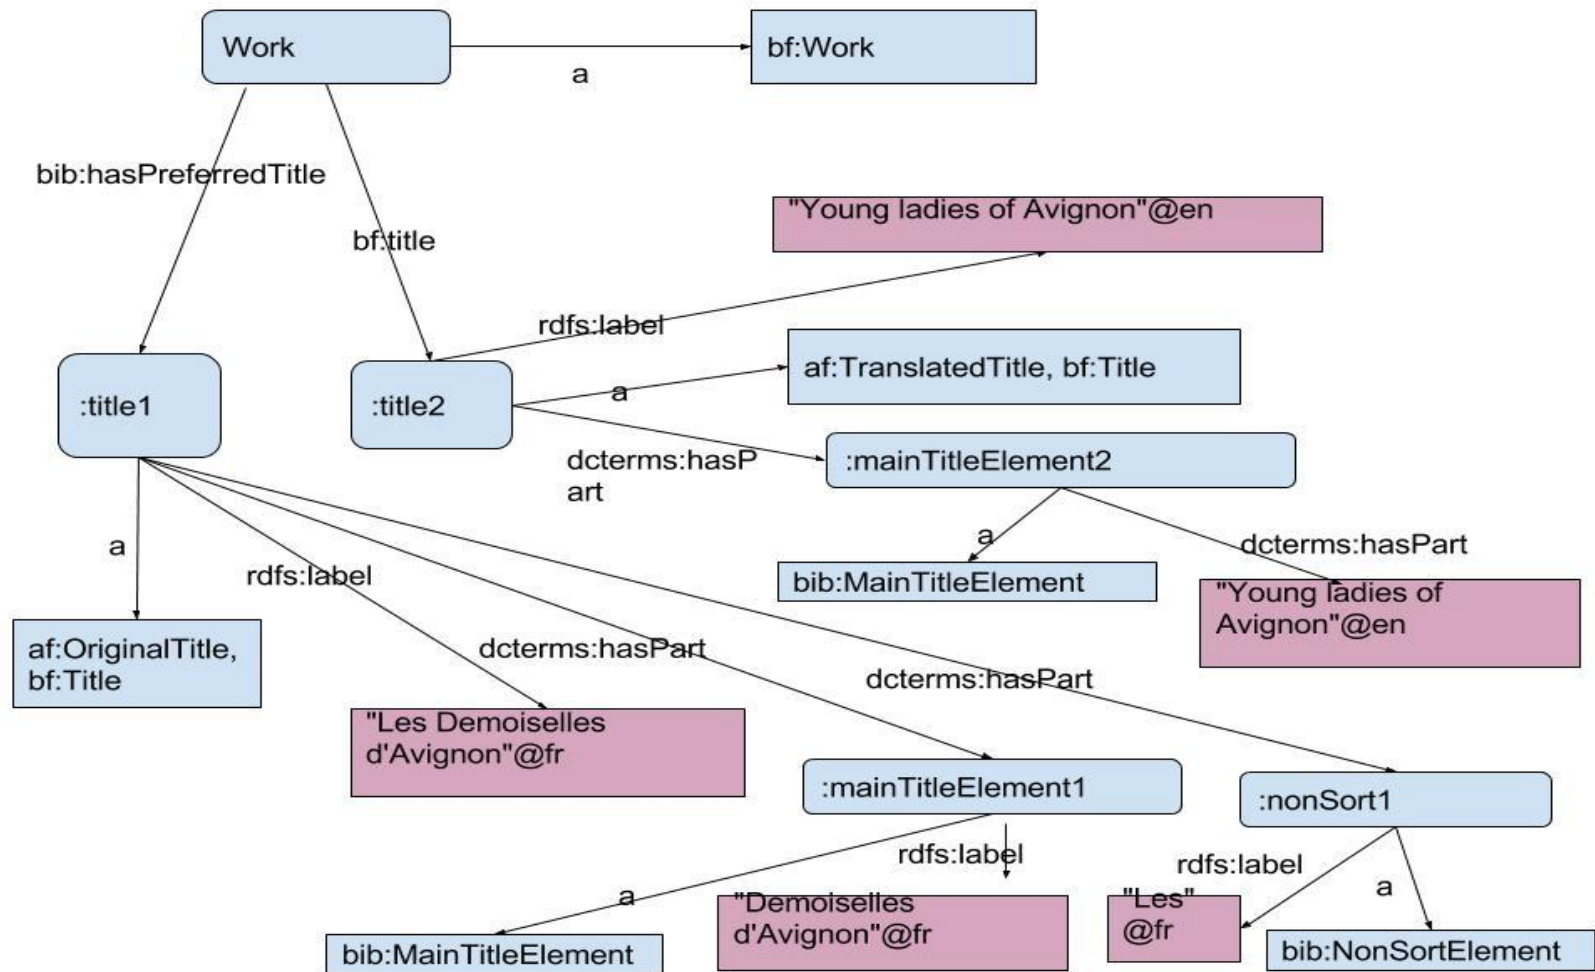 Work
bf:Work
a
bib:hasPreferredTitle
bf:title
"Young ladies of Avignon"@en
rdfs:label
:title1
:title2
af:TranslatedTitle, bf:Title
a
dcterms:hasP
art
:mainTitleElement2
a
dcterms:hasPart
a
rdfs:label
bib:MainTitleElement
"Young ladies of
Avignon"@en
af:OriginalTitle,
bf:Title
dcterms:hasPart
dcterms:hasPart
"Les Demoiselles
d'Avignon"@fr
:mainTitleElement1
:nonSort1
rdfs:label
rdfs:label
a
a
"Demoiselles
d'Avignon"@fr
"Les"
@fr
bib:MainTitleElement
bib:NonSortElement